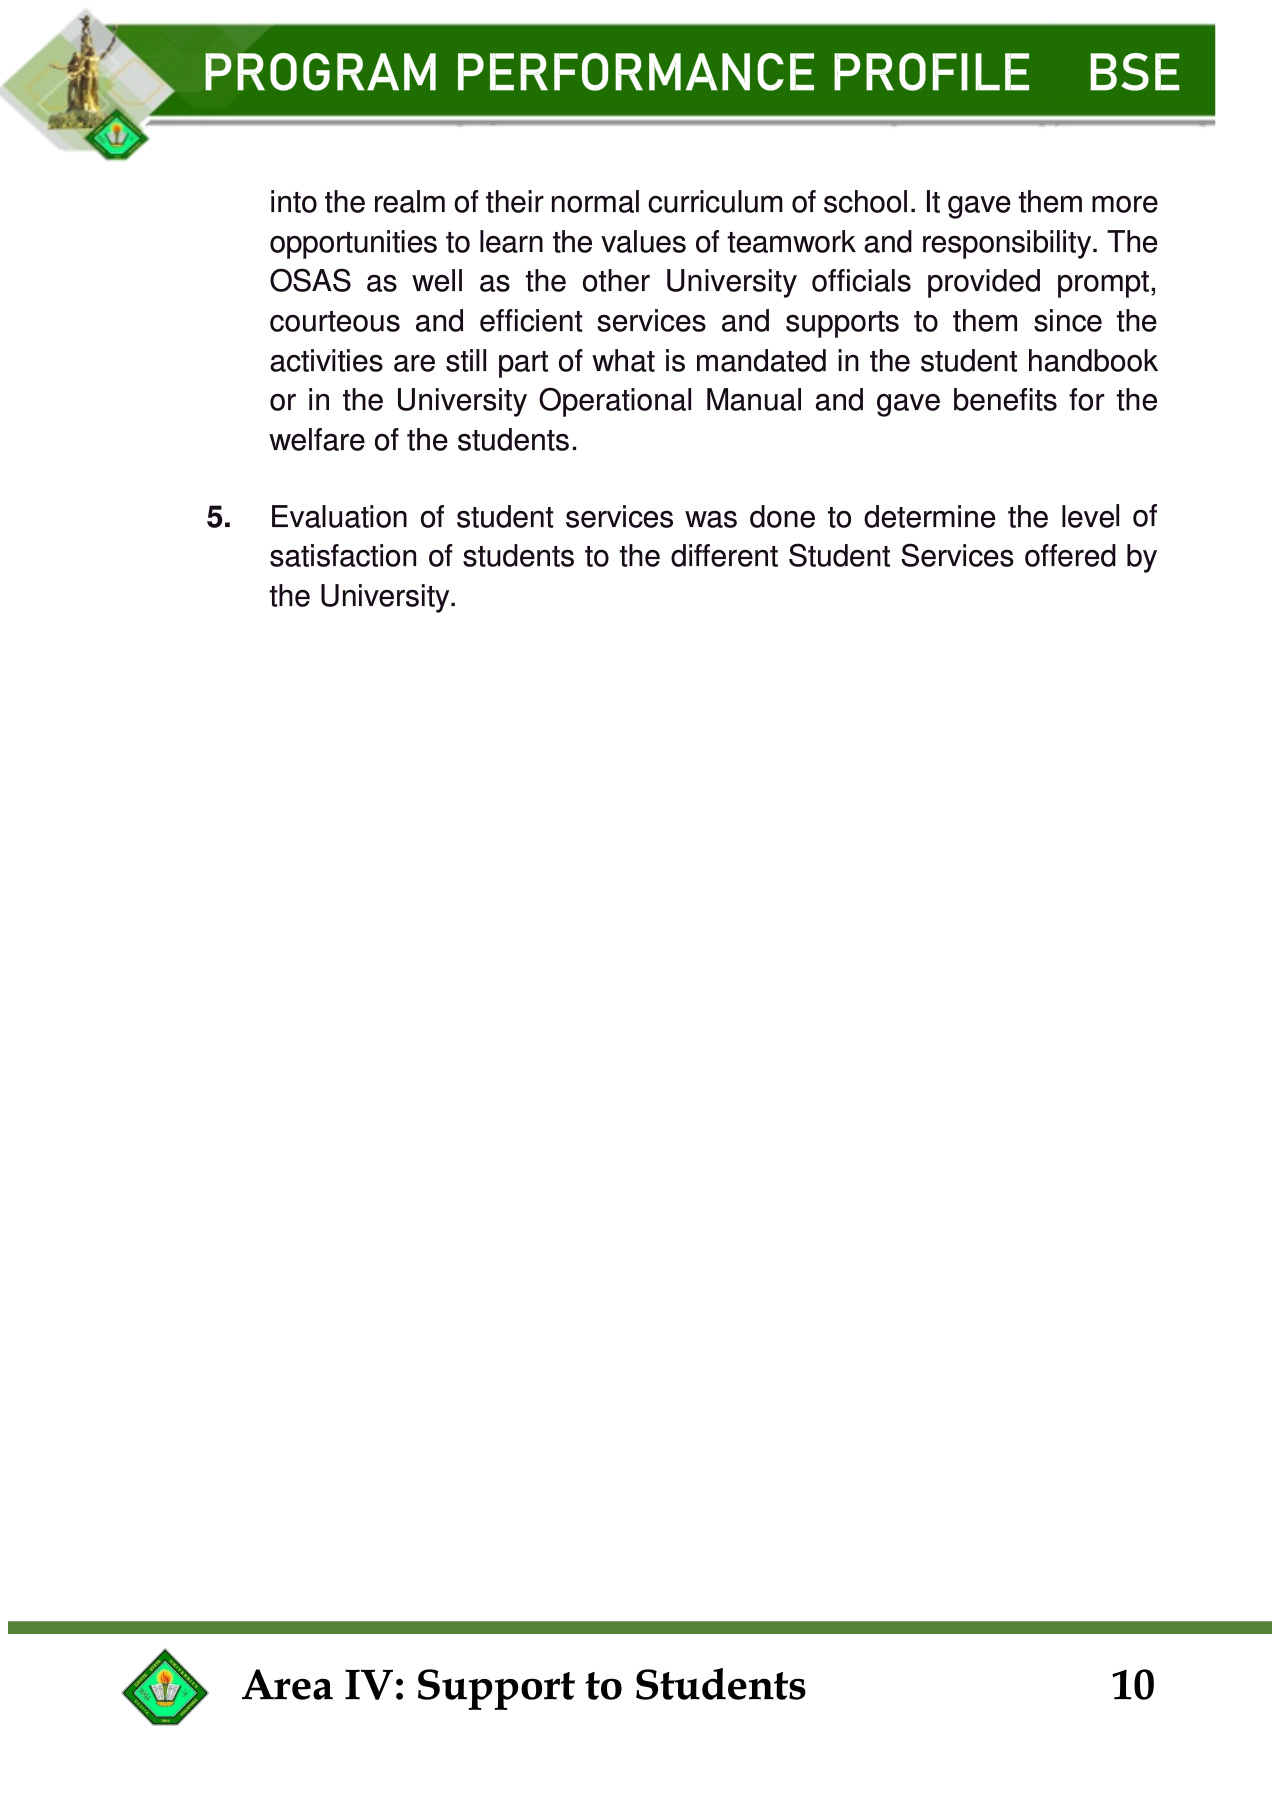 PROGRAM PERFORMANCE PROFILE BSE
into the realm of their normal curriculum of school. It gave them more
opportunities to learn the values of teamwork and responsibility. The
OSAS as well as the other University officials provided prompt,
courteous and efficient services and supports to them since the
activities are still part of what is mandated in the student handbook
or in the University Operational Manual and gave benefits for the
welfare of the students.
5. Evaluation of student services was done to determine the level of
satisfaction of students to the different Student Services offered by
the University.
Area IV: Support to Students 10